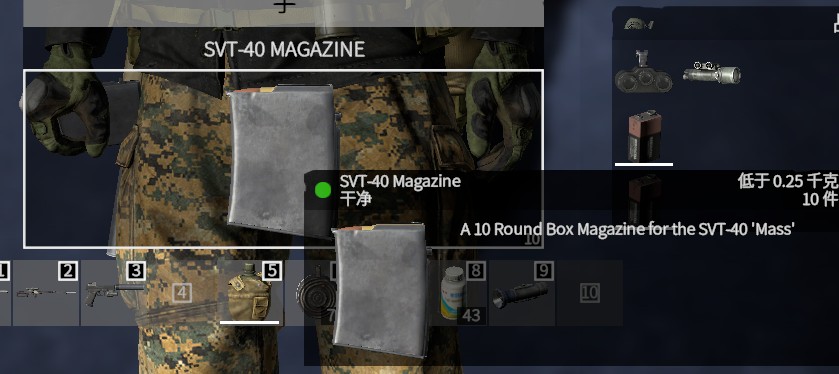 手
SVT-40 MAGAZINE
SVT-40 Magazine
干净
低于 0.25 千克
10 件
A 10 Round Box Magazine for the SVT-40 'Mass'
10
2
3
4
5
8
9
10
7
43